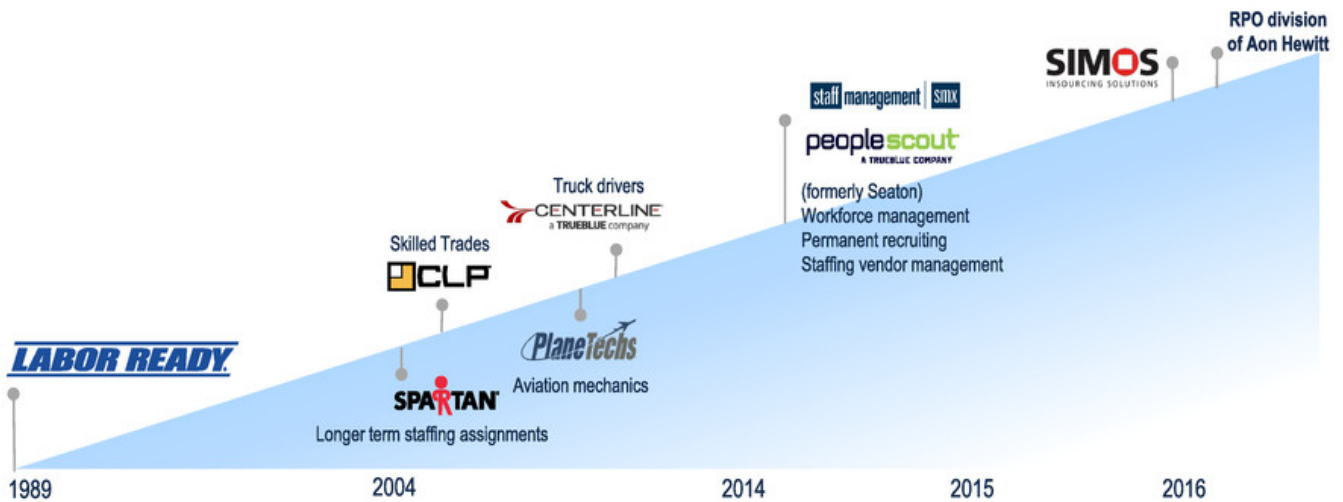 RPO division
of Aon Hewitt
SIMOS
INSOURCING SOLUTIONS
staff management | smx
peoplescout
A TRUEBLUE COMPANY
(formerly Seaton)
Workforce management
Permanent recruiting
Staffing vendor management
Truck drivers
CENTERLINE
a TRUEBLUE company
Skilled Trades
CLP
PlaneTechs
Aviation mechanics
LABOR READY
SPARTAN
Longer term staffing assignments
1989
2004
2014
2015
2016